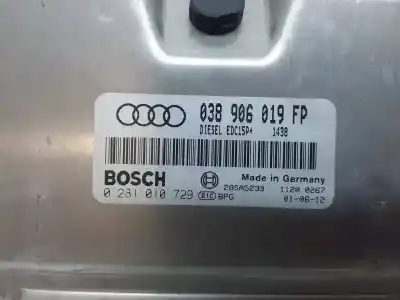 038 906 019 FP
DIESEL EDC15P+ 1438
BOSCH
Made in Germany
28SA5239 1120 0267
0 281 010 729 BPG 01-06-12